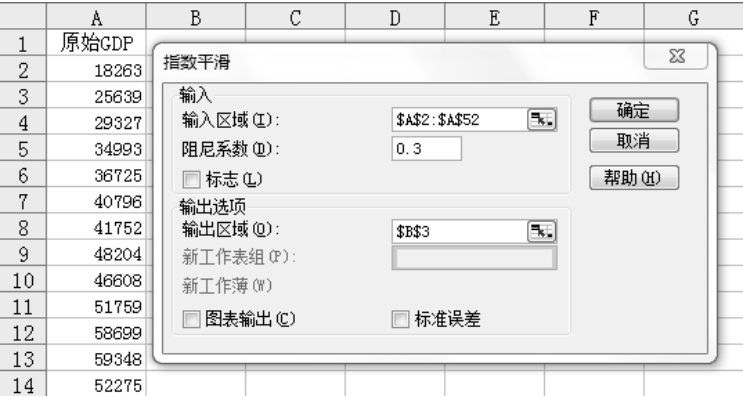 A B C D E F G
1 原始GDP
指数平滑
2 18263
3 25639
输入
4 29327
输入区域(I): $A$2:$A$52 确定
5 34993
阻尼系数(D): 0.3 取消
6 36725
标志(L) 帮助(H)
7 40796
输出选项
8 41752
输出区域(O): $B$3
9 48204
新工作表组(P):
10 46608
新工作薄(W)
11 51759
图表输出(C) 标准误差
12 58699
13 59348
14 52275